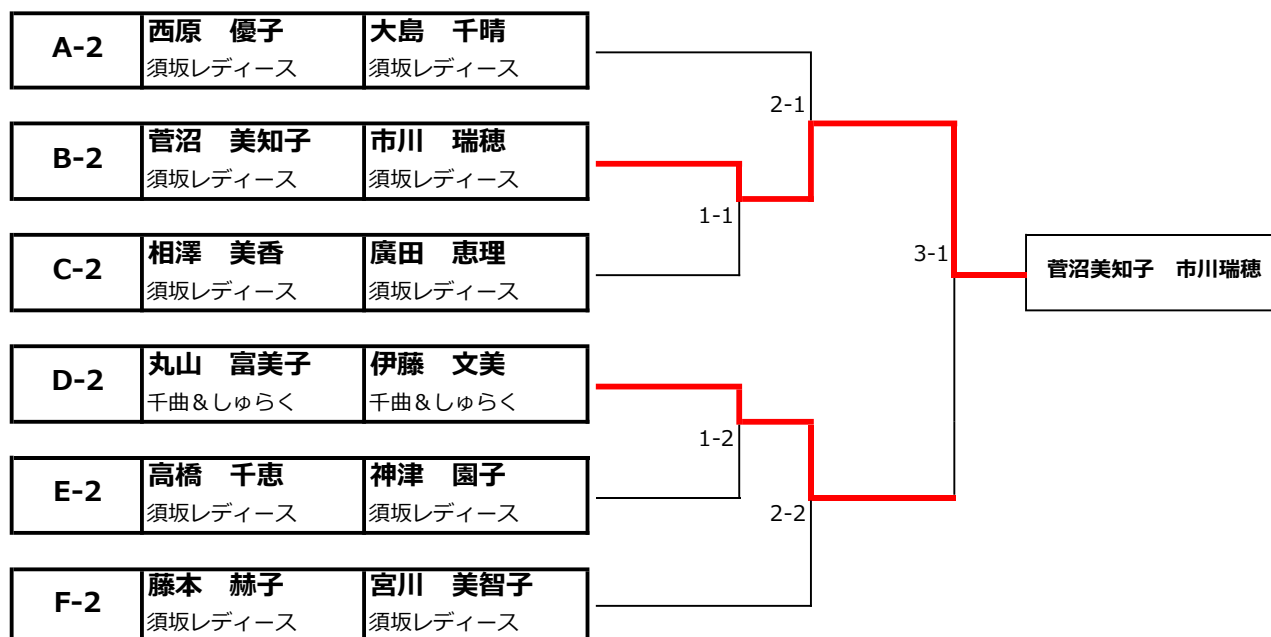 A-2 西原　優子 大島　千晴
須坂レディース 須坂レディース
2-1
B-2 菅沼　美知子 市川　瑞穂
須坂レディース 須坂レディース
1-1
C-2 相澤　美香 廣田　恵理
須坂レディース 須坂レディース
3-1
菅沼美知子　市川瑞穂
D-2 丸山　富美子 伊藤　文美
千曲＆しゅらく 千曲＆しゅらく
1-2
E-2 高橋　千恵 神津　園子
須坂レディース 須坂レディース
2-2
F-2 藤本　赫子 宮川　美智子
須坂レディース 須坂レディース